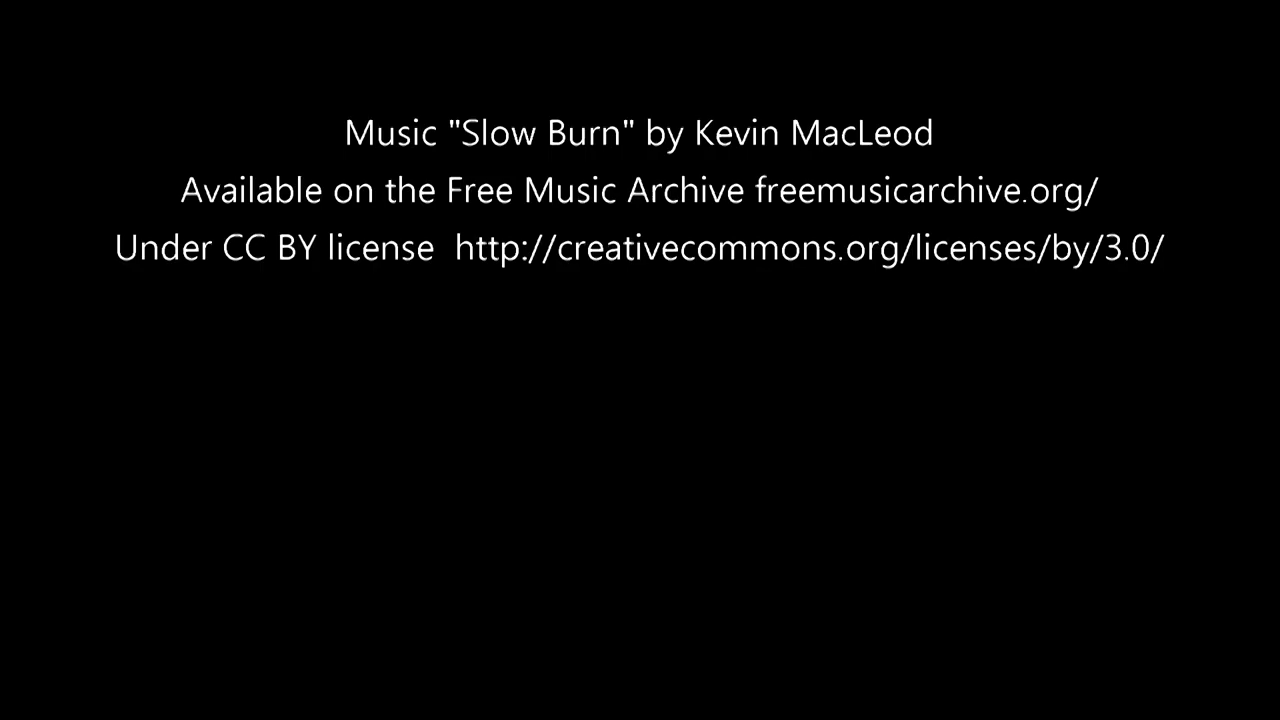 Music "Slow Burn" by Kevin MacLeod
Available on the Free Music Archive freemusicarchive.org/
Under CC BY license  http://creativecommons.org/licenses/by/3.0/